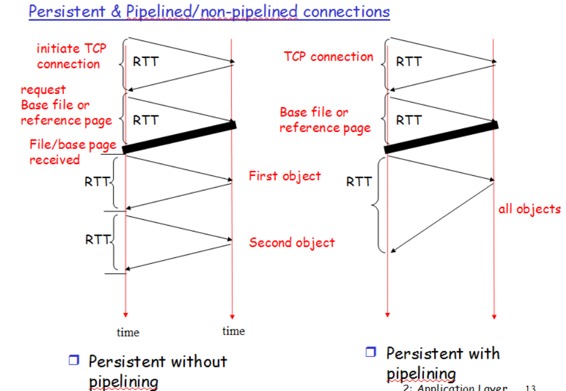 Persistent & Pipelined/non-pipelined connections
initiate TCP
connection
RTT
request
Base file or
reference page
RTT
File/base page
received
RTT
First object
RTT
Second object
time
time
❒ Persistent without
pipelining
TCP connection
RTT
Base file or
reference page
RTT
RTT
all objects
❒ Persistent with
pipelining
2: Application Layer 13